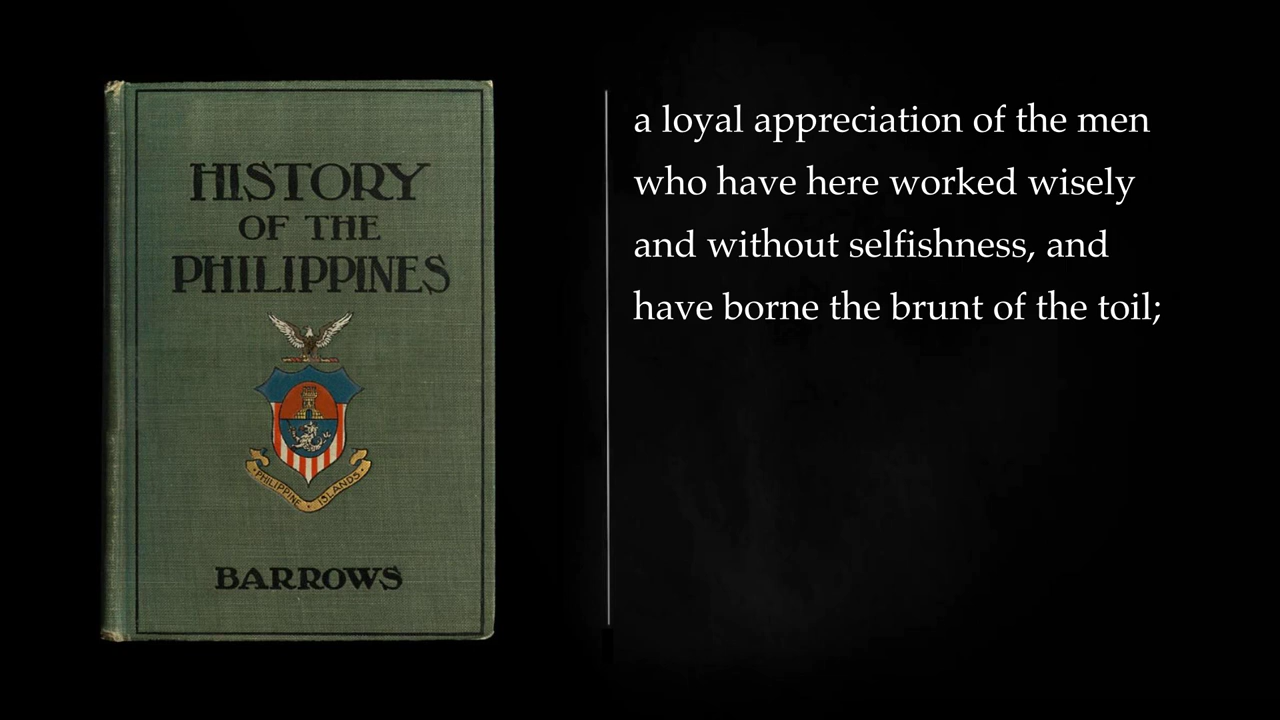 HISTORY
OF THE
PHILIPPINES
PHILIPPINE ISLANDS
BARROWS
a loyal appreciation of the men
who have here worked wisely
and without selfishness, and
have borne the brunt of the toil;